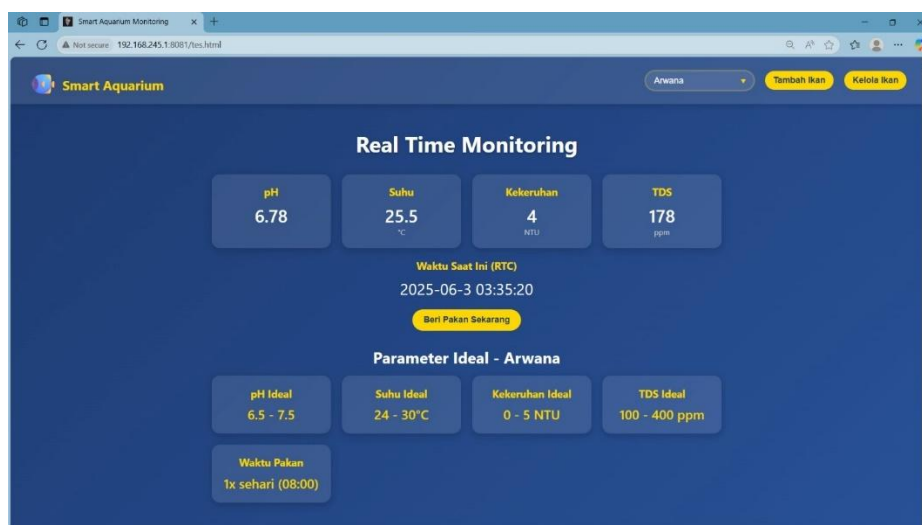 Smart Aquarium Monitoring
Not secure 192.168.245.1:8081/tes.html
Smart Aquarium
Arwana
Tambah Ikan
Kelola Ikan
Real Time Monitoring
pH
6.78
Suhu
25.5
°C
Kekeruhan
4
NTU
TDS
178
ppm
Waktu Saat Ini (RTC)
2025-06-3 03:35:20
Beri Pakan Sekarang
Parameter Ideal - Arwana
pH Ideal
6.5 - 7.5
Suhu Ideal
24 - 30°C
Kekeruhan Ideal
0 - 5 NTU
TDS Ideal
100 - 400 ppm
Waktu Pakan
1x sehari (08:00)